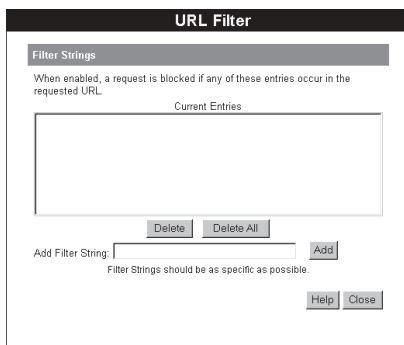 URL Filter
Filter Strings
When enabled, a request is blocked if any of these entries occur in the
requested URL.
Current Entries
Delete Delete All
Add Filter String: Add
Filter Strings should be as specific as possible.
Help Close